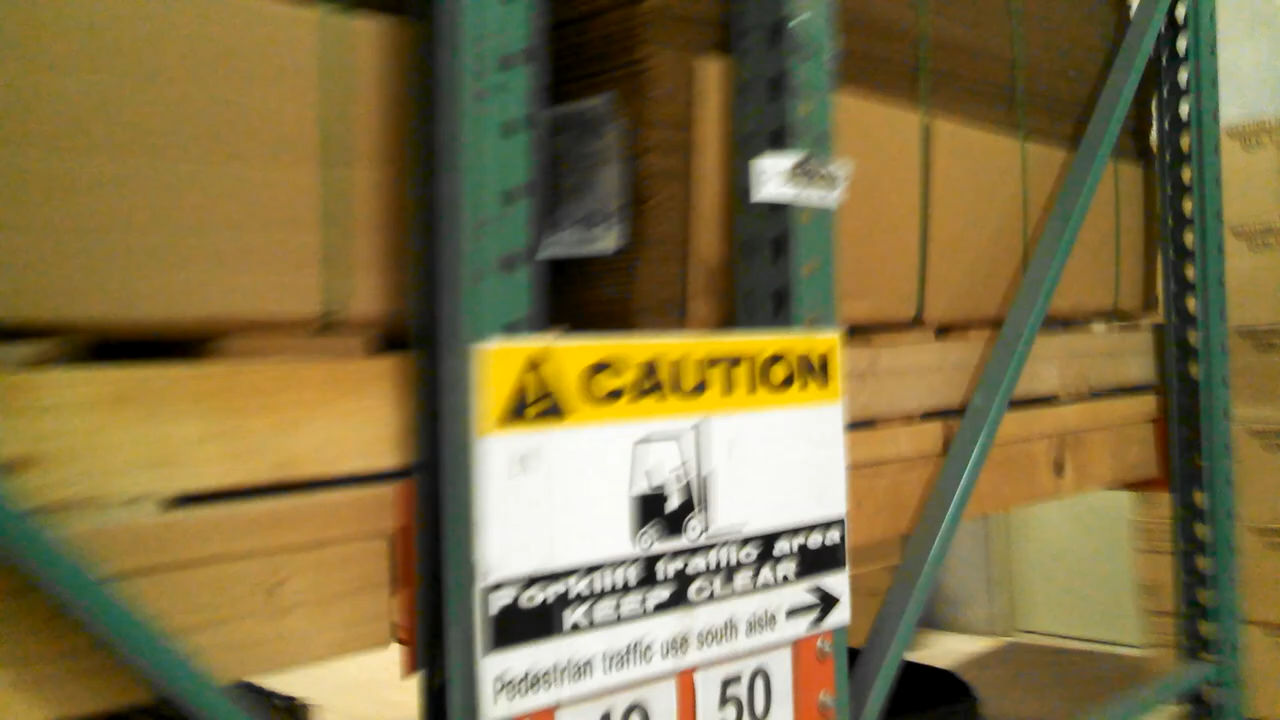 CAUTION
Forklift traffic area
KEEP CLEAR
Pedestrian traffic use south aisle
50